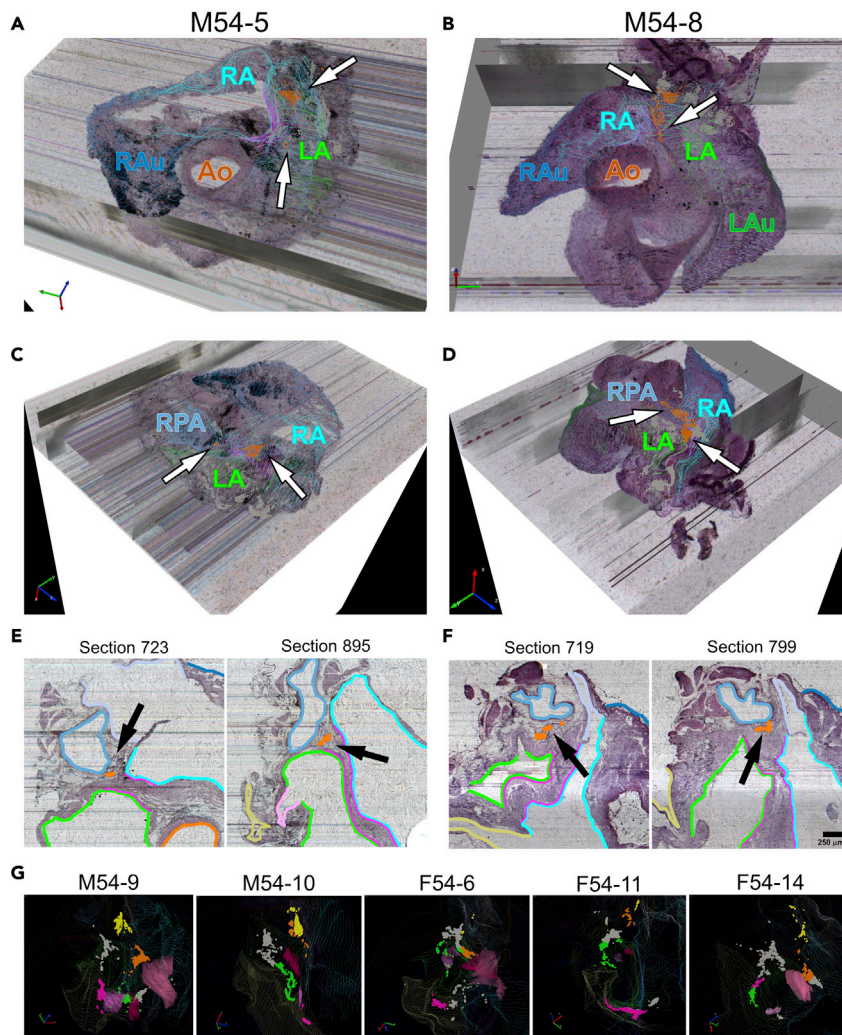 M54-5
M54-8
A
B
RA
LA
RAu
Ao
RA
LA
RAu
Ao
LAu
C
D
RPA
RA
LA
RPA
RA
LA
E
Section 723
Section 895
F
Section 719
Section 799
250 µm
G
M54-9
M54-10
F54-6
F54-11
F54-14